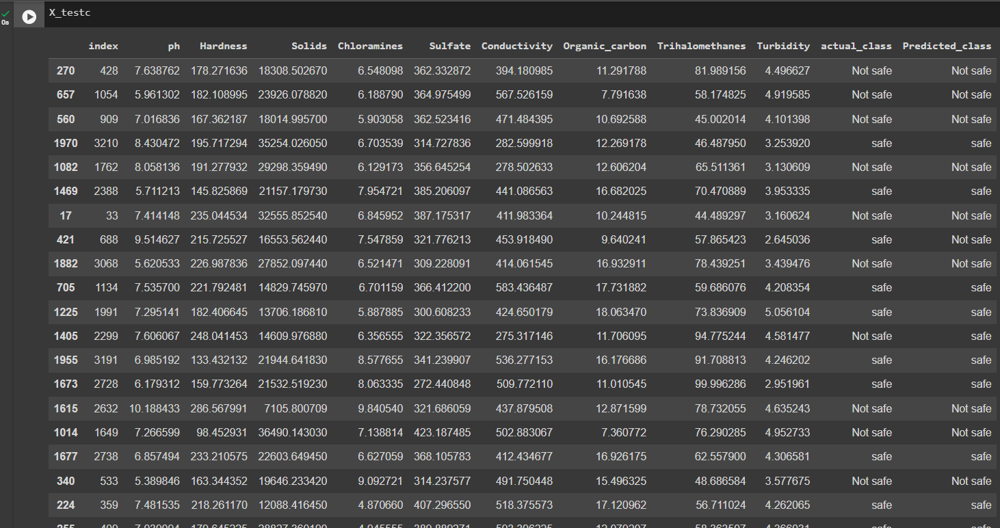 X_testc
0s
index ph Hardness Solids Chloramines Sulfate Conductivity Organic_carbon Trihalomethanes Turbidity actual_class Predicted_class
270 428 7.638762 178.271636 18308.502670 6.548098 362.332872 394.180985 11.291788 81.989156 4.496627 Not safe Not safe
657 1054 5.961302 182.108995 23926.078820 6.188790 364.975499 567.526159 7.791638 58.174825 4.919585 Not safe Not safe
560 909 7.016836 167.362187 18014.995700 5.903058 362.523416 471.484395 10.692588 45.002014 4.101398 Not safe Not safe
1970 3210 8.430472 195.717294 35254.026050 6.703539 314.727836 282.599918 12.269178 46.487950 3.253920 safe safe
1082 1762 8.058136 191.277932 29298.359490 6.129173 356.645254 278.502633 12.606204 65.511361 3.130609 Not safe Not safe
1469 2388 5.711213 145.825869 21157.179730 7.954721 385.206097 441.086563 16.682025 70.470889 3.953335 safe safe
17 33 7.414148 235.044534 32555.852540 6.845952 387.175317 411.983364 10.244815 44.489297 3.160624 Not safe Not safe
421 688 9.514627 215.725527 16553.562440 7.547859 321.776213 453.918490 9.640241 57.865423 2.645036 safe Not safe
1882 3068 5.620533 226.987836 27852.097440 6.521471 309.228091 414.061545 16.932911 78.439251 3.439476 Not safe Not safe
705 1134 7.535700 221.792481 14829.745970 6.701159 366.412200 583.436487 17.731882 59.686076 4.208354 safe safe
1225 1991 7.295141 182.406645 13706.186810 5.887885 300.608233 424.650179 18.063470 73.836909 5.056104 safe safe
1405 2299 7.606067 248.041453 14609.976880 6.356555 322.356572 275.317146 11.706095 94.775244 4.581477 Not safe safe
1955 3191 6.985192 133.432132 21944.641830 8.577655 341.239907 536.277153 16.176686 91.708813 4.246202 safe safe
1673 2728 6.179312 159.773264 21532.519230 8.063335 272.440848 509.772110 11.010545 99.996286 2.951961 safe safe
1615 2632 10.188433 286.567991 7105.800709 9.840540 321.686059 437.879508 12.871599 78.732055 4.635243 Not safe Not safe
1014 1649 7.266599 98.452931 36490.143030 7.138814 423.187485 502.883067 7.360772 76.290285 4.952733 Not safe Not safe
1677 2738 6.857494 233.210575 22603.649450 6.627059 368.105783 412.434677 16.926175 62.557900 4.306581 safe safe
340 533 5.389846 163.344352 19646.233420 9.092721 314.237577 491.750448 15.496325 48.686584 3.577675 Not safe Not safe
224 359 7.481535 218.261170 12088.416450 4.870660 407.296550 518.375573 17.120962 56.711024 4.262065 safe safe